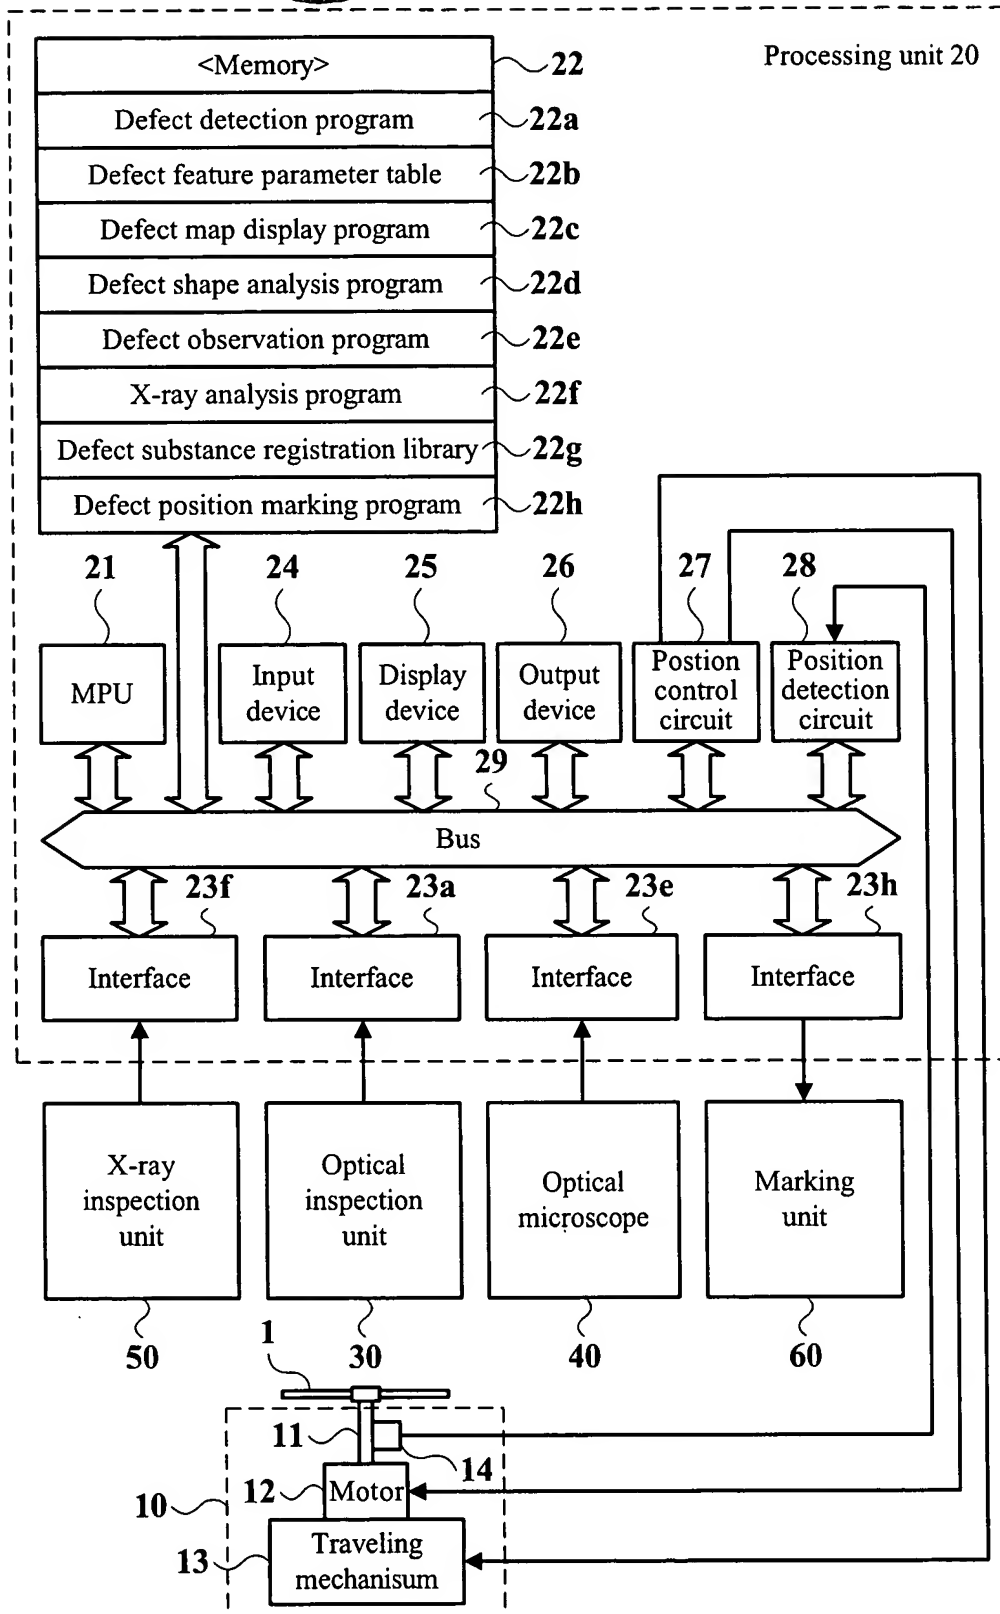 Processing unit 20
<Memory>
22
Defect detection program
22a
Defect feature parameter table
22b
Defect map display program
22c
Defect shape analysis program
22d
Defect observation program
22e
X-ray analysis program
22f
Defect substance registration library
22g
Defect position marking program
22h
21
24
25
26
27
28
MPU
Input
device
Display
device
Output
device
Postion
control
circuit
Position
detection
circuit
29
Bus
23f
23a
23e
23h
Interface
Interface
Interface
Interface
X-ray
inspection
unit
Optical
inspection
unit
Optical
microscope
Marking
unit
50
30
40
60
1
11
14
12
Motor
10
13
Traveling
mechanisum